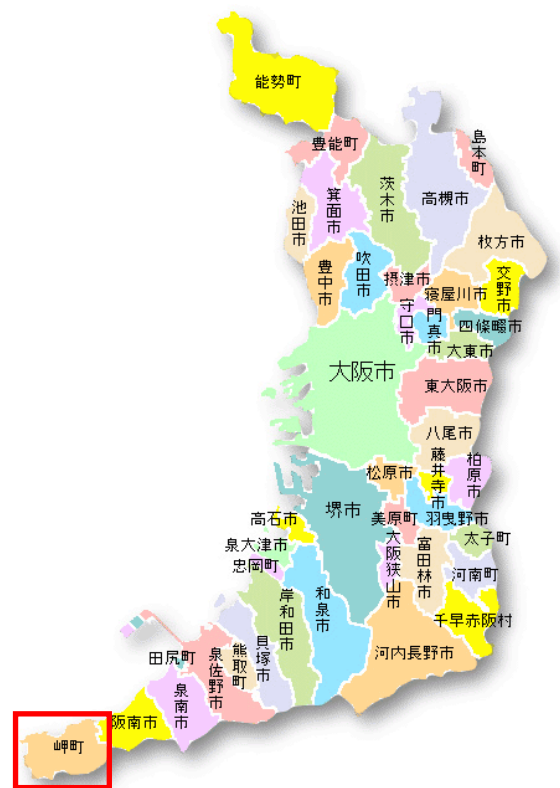 能勢町
豊能町
島本町
茨木市
高槻市
箕面市
池田市
枚方市
吹田市
豊中市
交野市
摂津市
寝屋川市
守口市
門真市
四條畷市
大東市
大阪市
東大阪市
八尾市
藤井寺市
柏原市
松原市
堺市
高石市
美原町
羽曳野市
太子町
泉大津市
大阪狭山市
富田林市
忠岡町
河南町
和泉市
岸和田市
千早赤阪村
貝塚市
熊取町
泉佐野市
河内長野市
田尻町
泉南市
阪南市
岬町